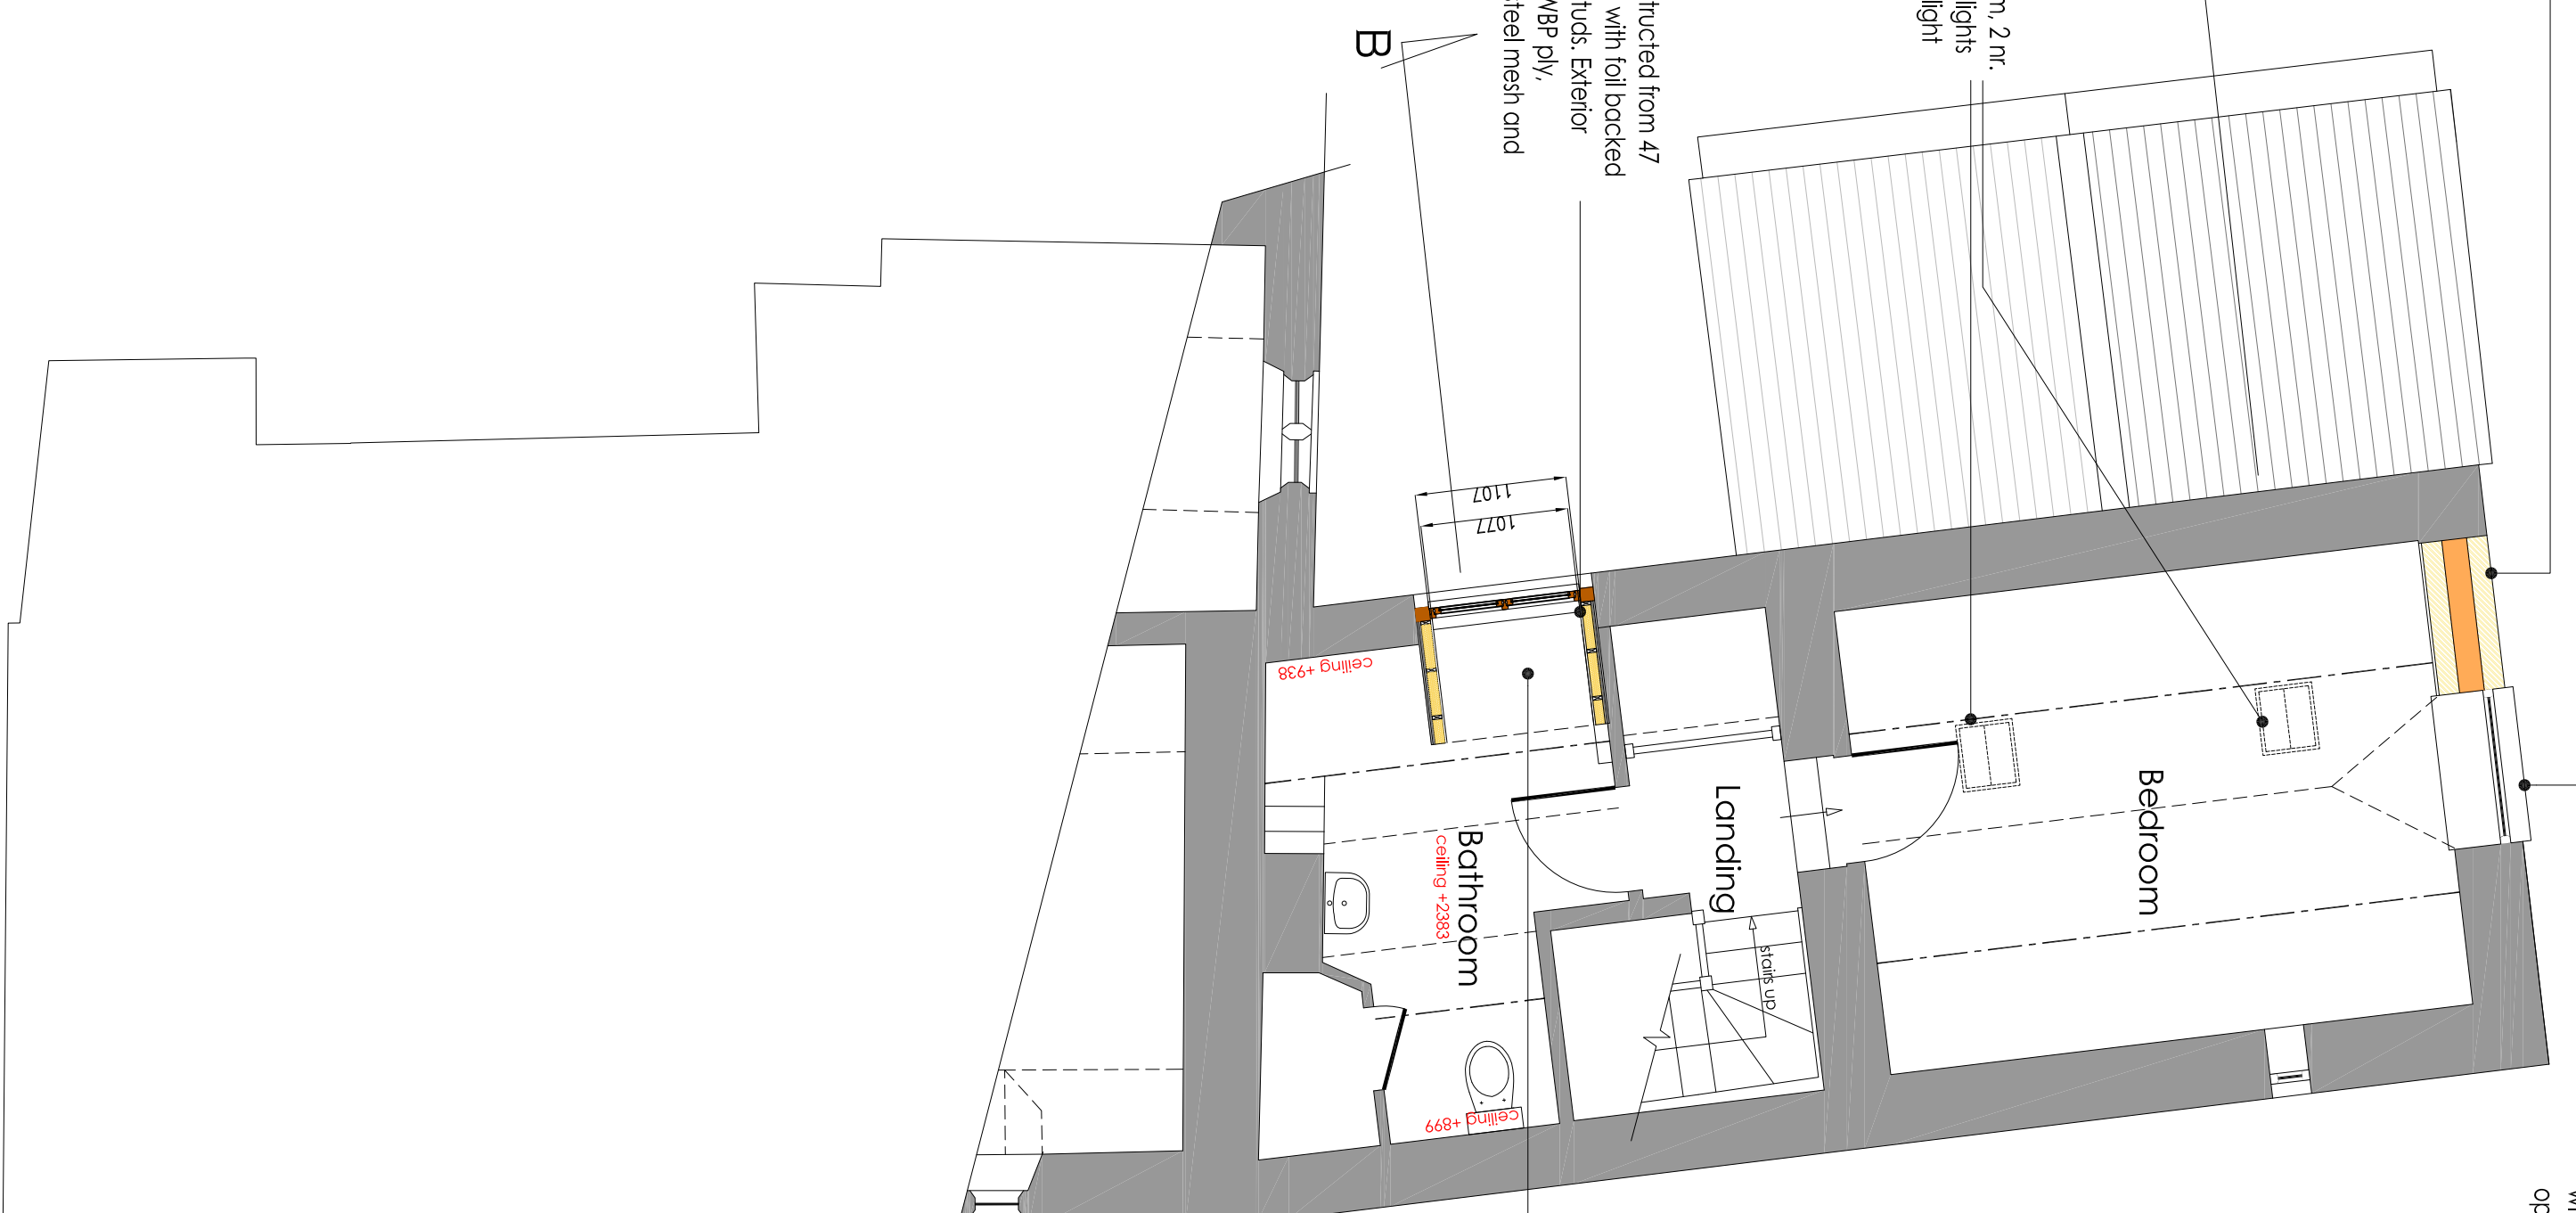 m, 2 nr.
lights
light
tructed from 47
with foil backed
tuds. Exterior
WBP ply,
teel mesh and
B
1107
1077
ceiling +938
Bathroom
ceiling +2383
ceiling +899
Landing
stairs up
Bedroom
op